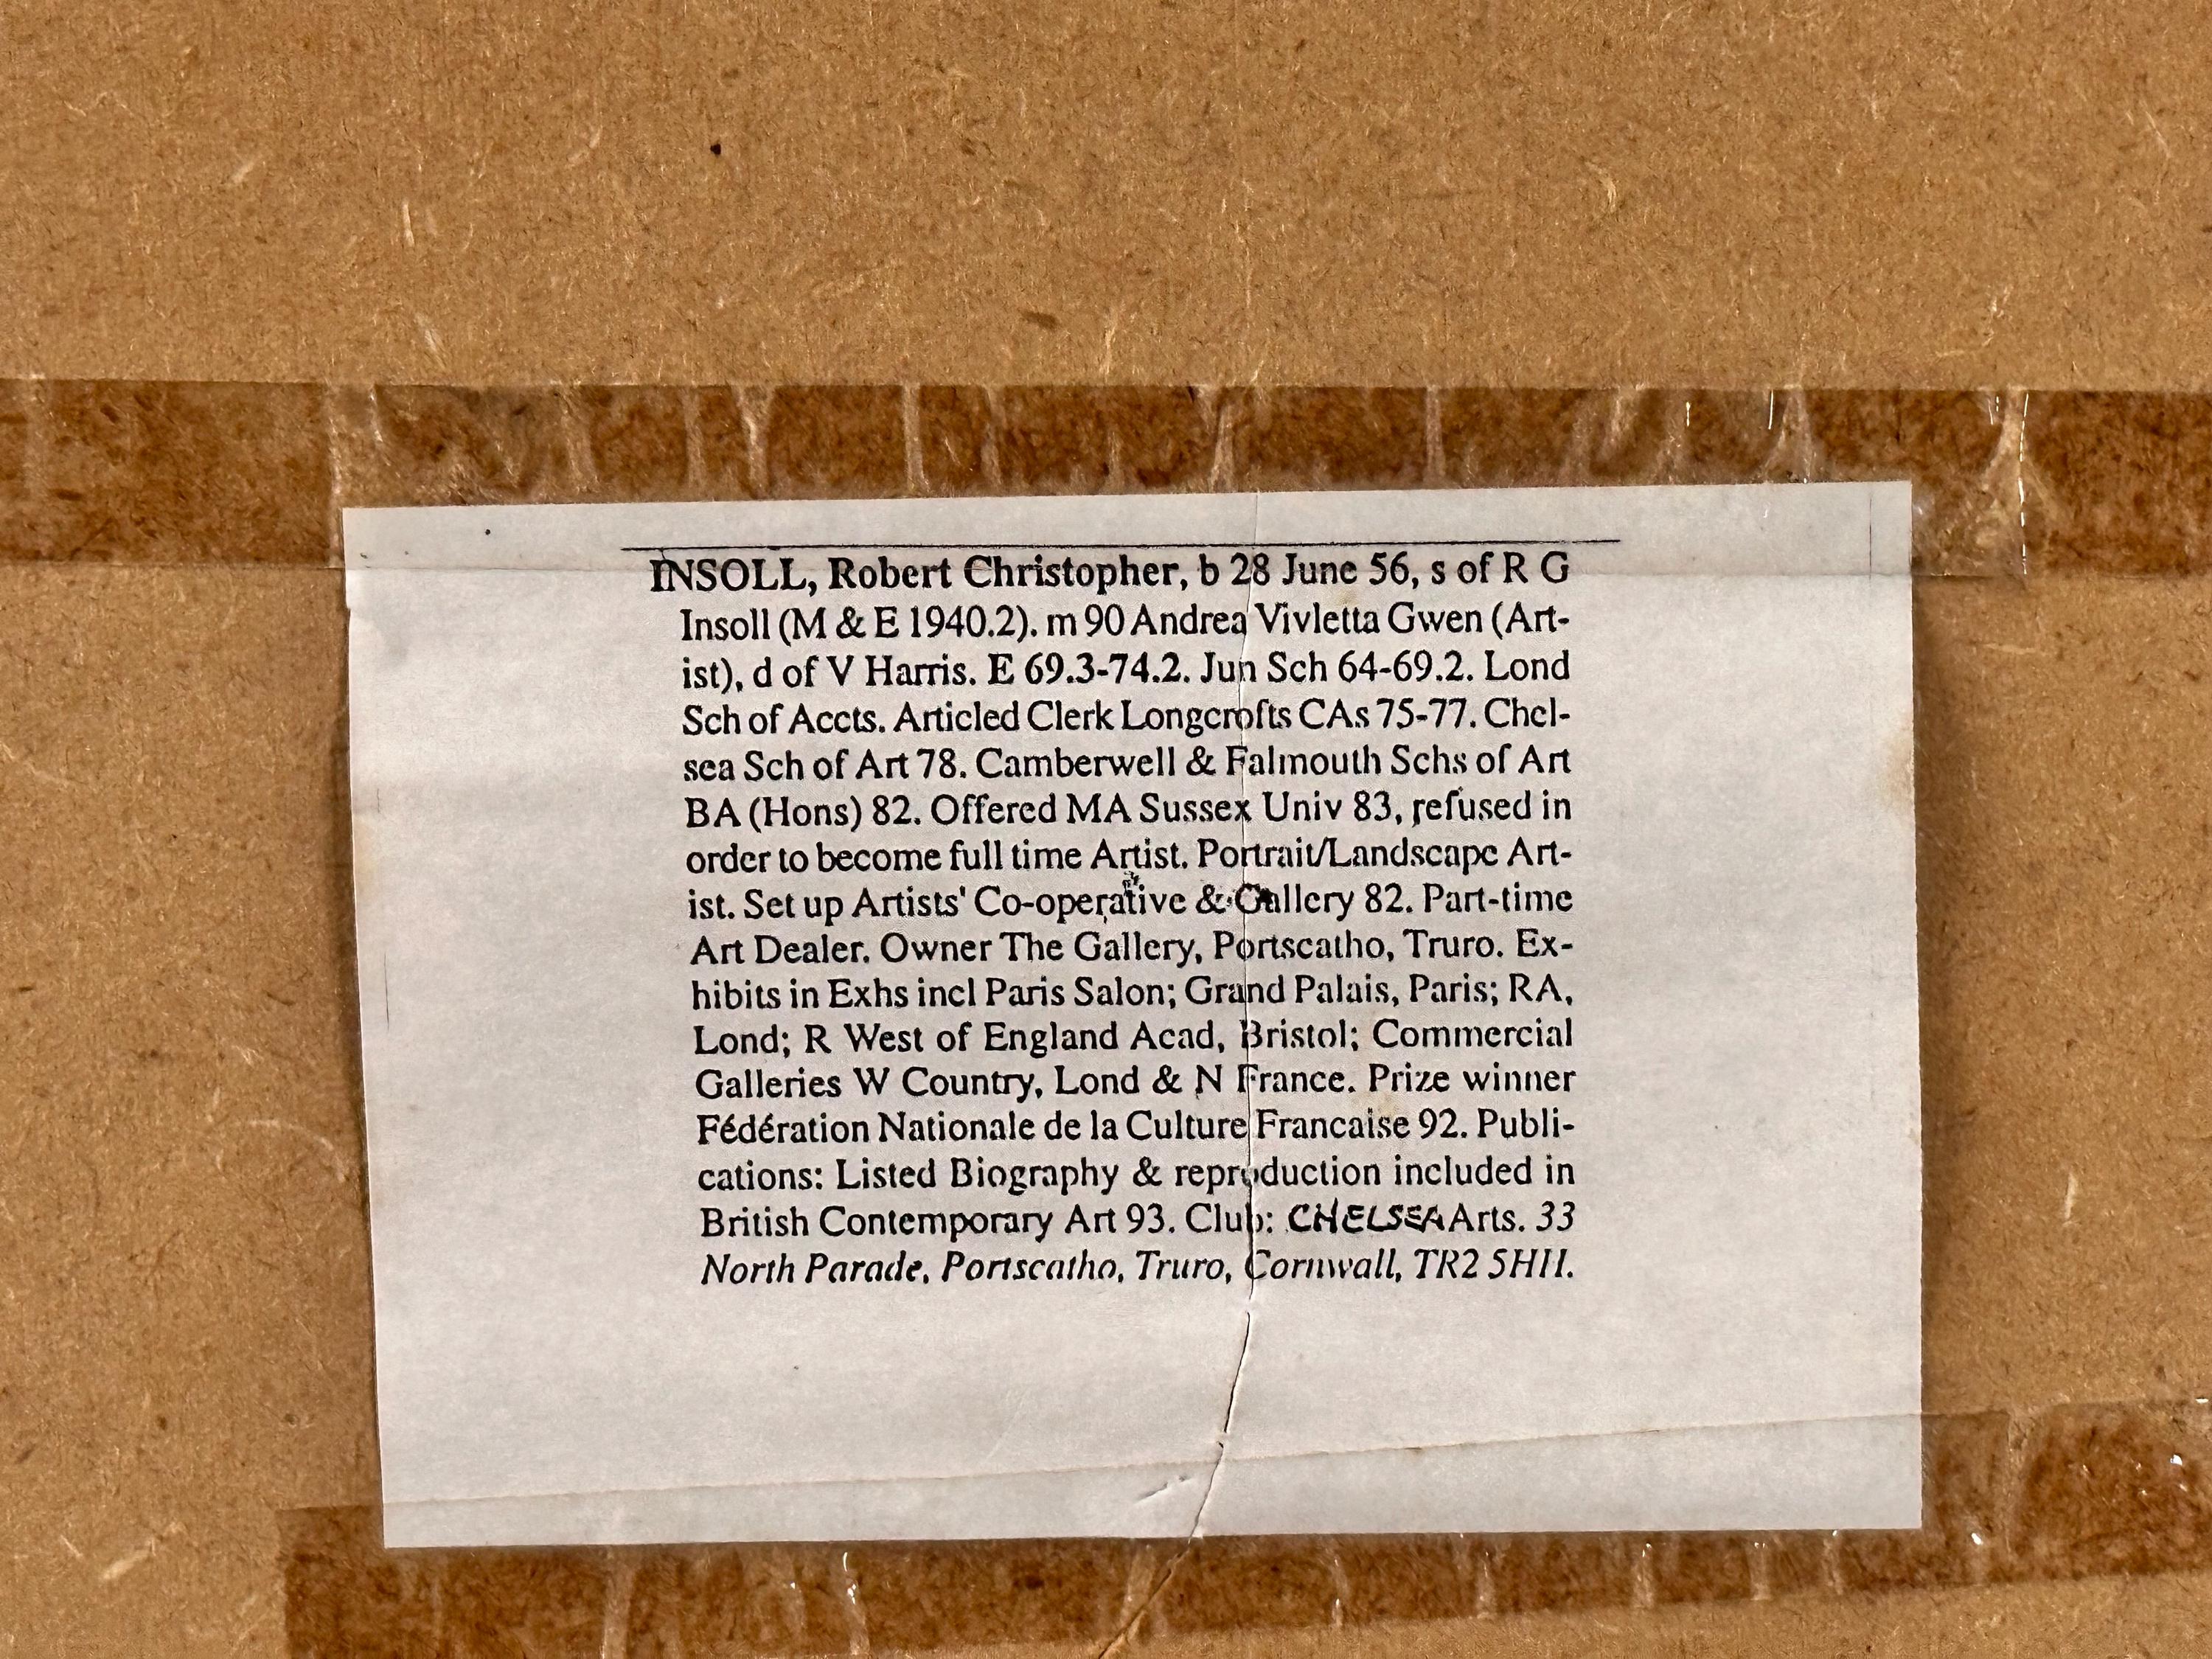 INSOLL, Robert Christopher, b 28 June 56, s of R G
Insoll (M & E 1940.2). m 90 Andrea Vivletta Gwen (Art-
ist), d of V Harris. E 69.3-74.2. Jun Sch 64-69.2. Lond
Sch of Accts. Articled Clerk Longcrofts CAs 75-77. Chel-
sea Sch of Art 78. Camberwell & Falmouth Schs of Art
BA (Hons) 82. Offered MA Sussex Univ 83, refused in
order to become full time Artist. Portrait/Landscape Art-
ist. Set up Artists' Co-operative & Gallery 82. Part-time
Art Dealer. Owner The Gallery, Portscatho, Truro. Ex-
hibits in Exhs incl Paris Salon; Grand Palais, Paris; RA,
Lond; R West of England Acad, Bristol; Commercial
Galleries W Country, Lond & N France. Prize winner
Fédération Nationale de la Culture Francaise 92. Publi-
cations: Listed Biography & reproduction included in
British Contemporary Art 93. Club: CHELSEA Arts. 33
North Parade, Portscatho, Truro, Cornwall, TR2 5HH.